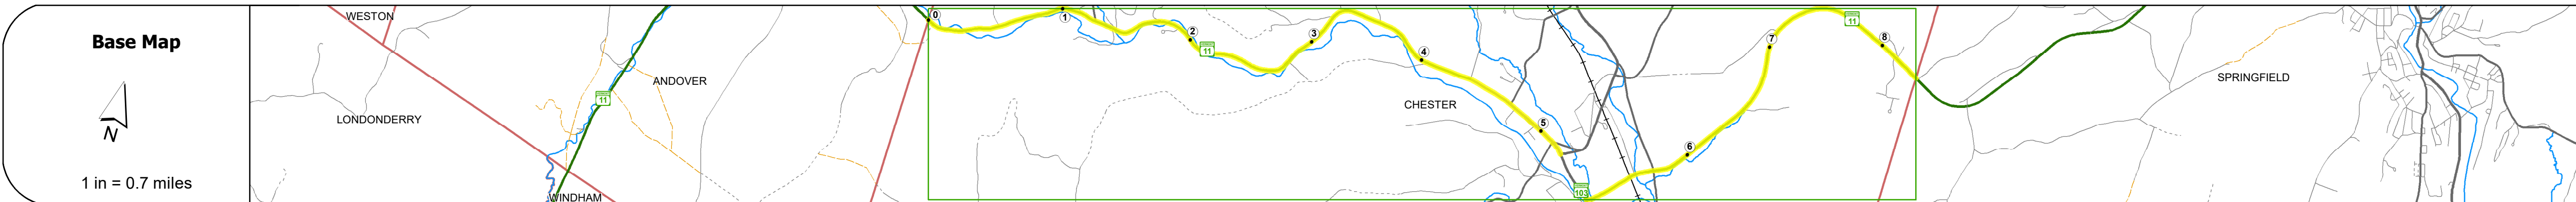 Base Map
N
1 in = 0.7 miles
WESTON
LONDONDERRY
WINDHAM
11
ANDOVER
0
1
2
11
3
4
CHESTER
5
103
6
7
11
8
SPRINGFIELD